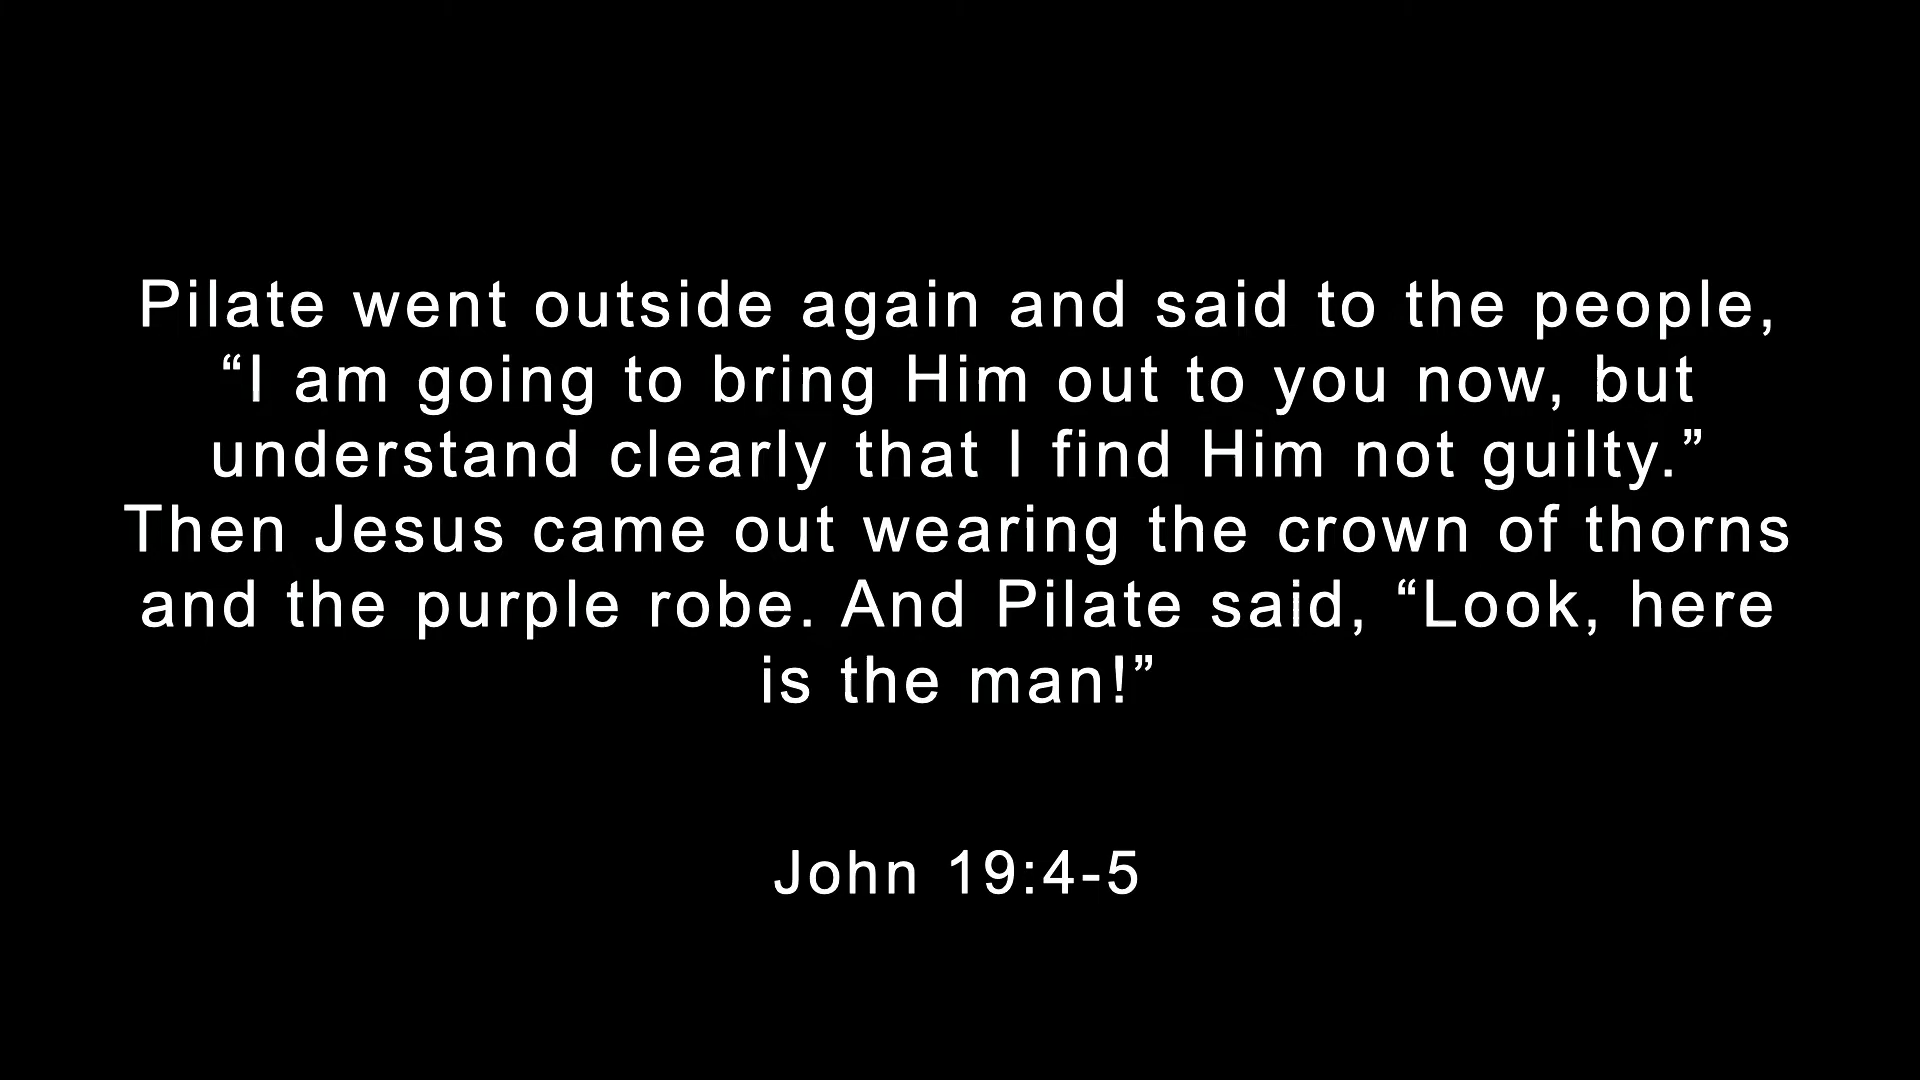 Pilate went outside again and said to the people,
“I am going to bring Him out to you now, but
understand clearly that I find Him not guilty.”
Then Jesus came out wearing the crown of thorns
and the purple robe. And Pilate said, “Look, here
is the man!”
John 19:4-5